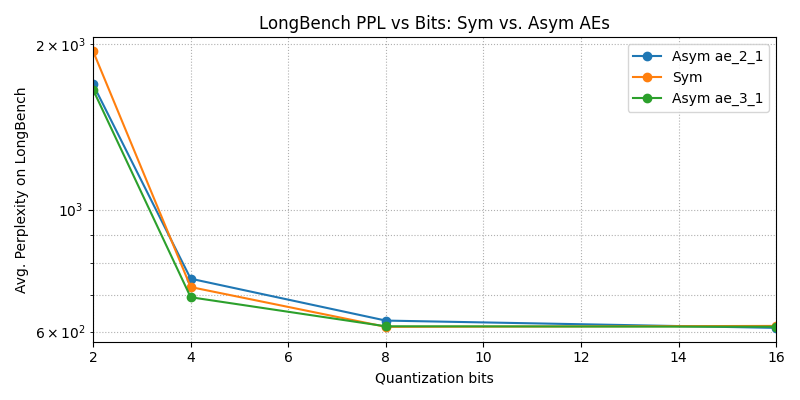 LongBench PPL vs Bits: Sym vs. Asym AEs
Avg. Perplexity on LongBench
2 × 10³
10³
6 × 10²
Asym ae_2_1
Sym
Asym ae_3_1
2 4 6 8 10 12 14 16
Quantization bits